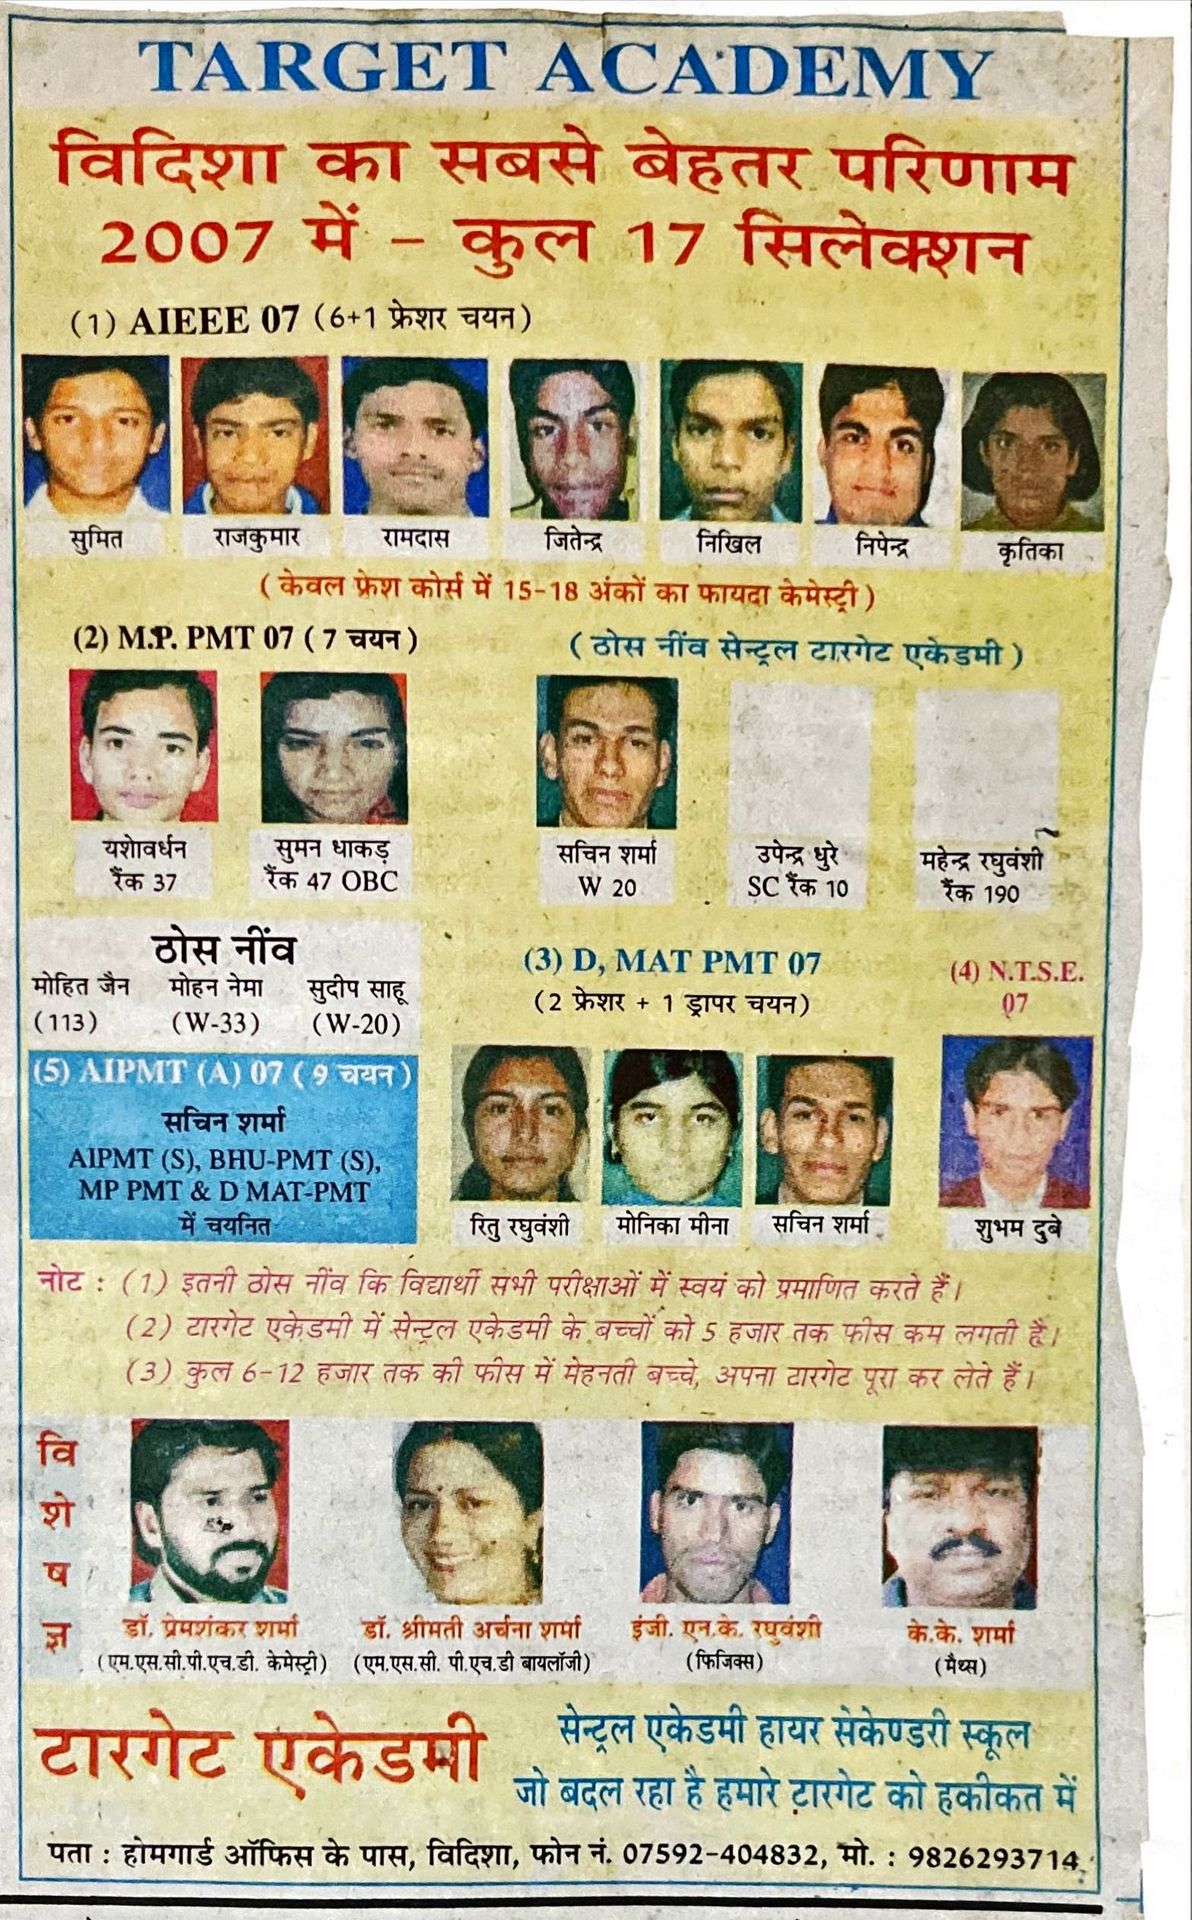 TARGET ACADEMY
विदिशा का सबसे बेहतर परिणाम
2007 में - कुल 17 सिलेक्शन
(1) AIEEE 07 (6+1 फ्रेशर चयन)
सुमित राजकुमार रामदास जितेन्द्र निखिल निपेन्द्र कृतिका
(केवल फ्रेश कोर्स में 15-18 अंकों का फायदा केमेस्ट्री)
(2) M.P. PMT 07 (7 चयन) (ठोस नींव सेन्ट्रल टारगेट एकेडमी)
यशोवर्धन सुमन धाकड़ सचिन शर्मा उपेन्द्र धुरे महेन्द्र रघुवंशी
रैंक 37 रैंक 47 OBC W 20 SC रैंक 10 रैंक 190
ठोस नींव
मोहित जैन मोहन नेमा सुदीप साहू
(113) (W-33) (W-20)
(3) D, MAT PMT 07
(2 फ्रेशर + 1 ड्रापर चयन)
(4) N.T.S.E.
07
(5) AIPMT (A) 07 (9 चयन)
सचिन शर्मा
AIPMT (S), BHU-PMT (S),
MP PMT & D MAT-PMT
में चयनित
रितु रघुवंशी मोनिका मीना सचिन शर्मा शुभम दुबे
नोट : (1) इतनी ठोस नींव कि विद्यार्थी सभी परीक्षाओं में स्वयं को प्रमाणित करते हैं।
(2) टारगेट एकेडमी में सेन्ट्रल एकेडमी के बच्चों को 5 हजार तक फीस कम लगती है।
(3) कुल 6-12 हजार तक की फीस में मेहनती बच्चे, अपना टारगेट पूरा कर लेते हैं।
विशेषज्ञ
डॉ. प्रेमशंकर शर्मा डॉ. श्रीमती अर्चना शर्मा इंजी. एन.के. रघुवंशी के.के. शर्मा
(एम.एस.सी.पी.एच.डी. केमेस्ट्री) (एम.एस.सी. पी.एच.डी बायलॉजी) (फिजिक्स) (मैथ्स)
टारगेट एकेडमी
सेन्ट्रल एकेडमी हायर सेकेण्डरी स्कूल
जो बदल रहा है हमारे टारगेट को हकीकत में
पता : होमगार्ड ऑफिस के पास, विदिशा, फोन नं. 07592-404832, मो. : 9826293714